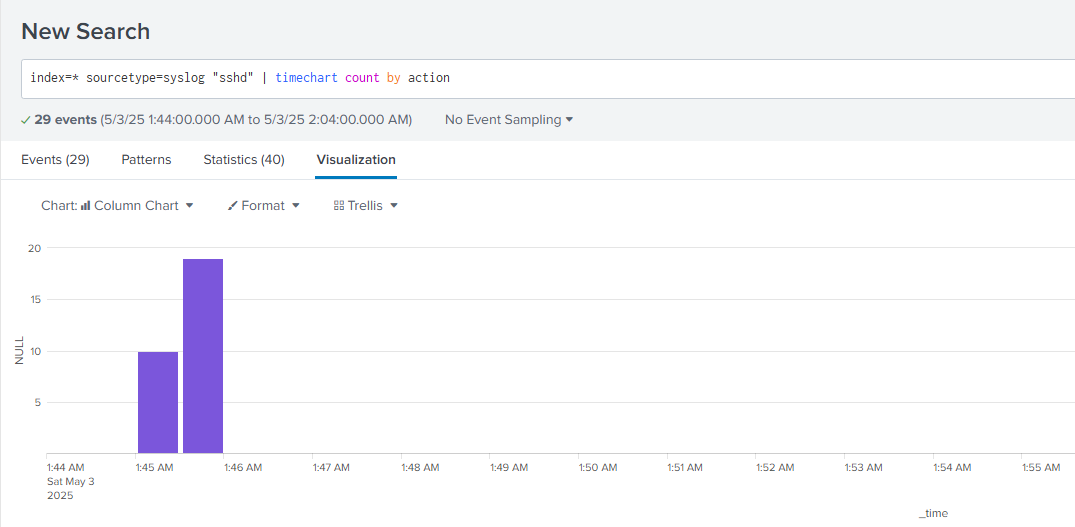 New Search
index=* sourcetype=syslog "sshd" | timechart count by action
29 events (5/3/25 1:44:00.000 AM to 5/3/25 2:04:00.000 AM) No Event Sampling
Events (29) Patterns Statistics (40) Visualization
Chart: Column Chart Format Trellis
20
15
10
5
NULL
1:44 AM 1:45 AM 1:46 AM 1:47 AM 1:48 AM 1:49 AM 1:50 AM 1:51 AM 1:52 AM 1:53 AM 1:54 AM 1:55 AM
Sat May 3
2025
_time